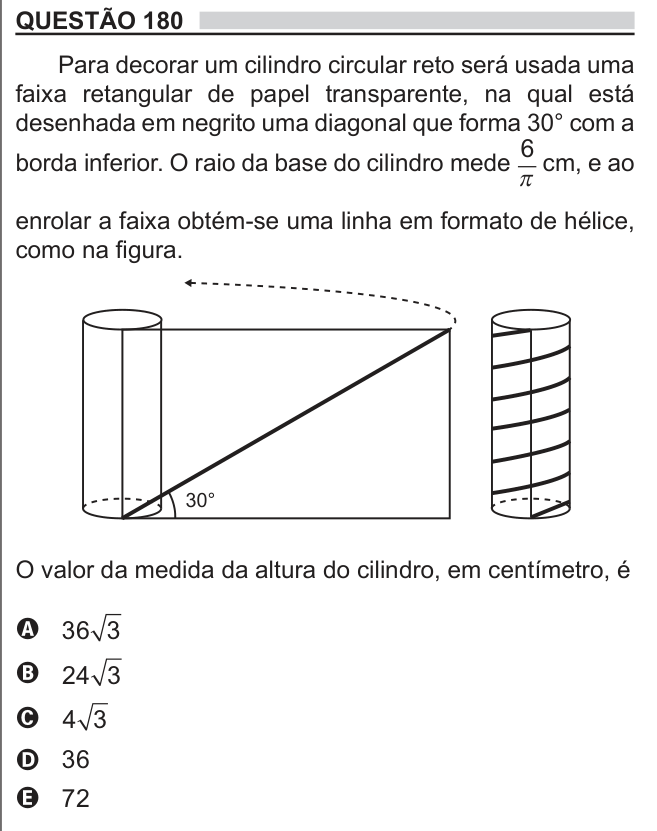 QUESTÃO 180
Para decorar um cilindro circular reto será usada uma
faixa retangular de papel transparente, na qual está
desenhada em negrito uma diagonal que forma 30° com a
borda inferior. O raio da base do cilindro mede 6/π cm, e ao
enrolar a faixa obtém-se uma linha em formato de hélice,
como na figura.
30°
O valor da medida da altura do cilindro, em centímetro, é
A 36√3
B 24√3
C 4√3
D 36
E 72